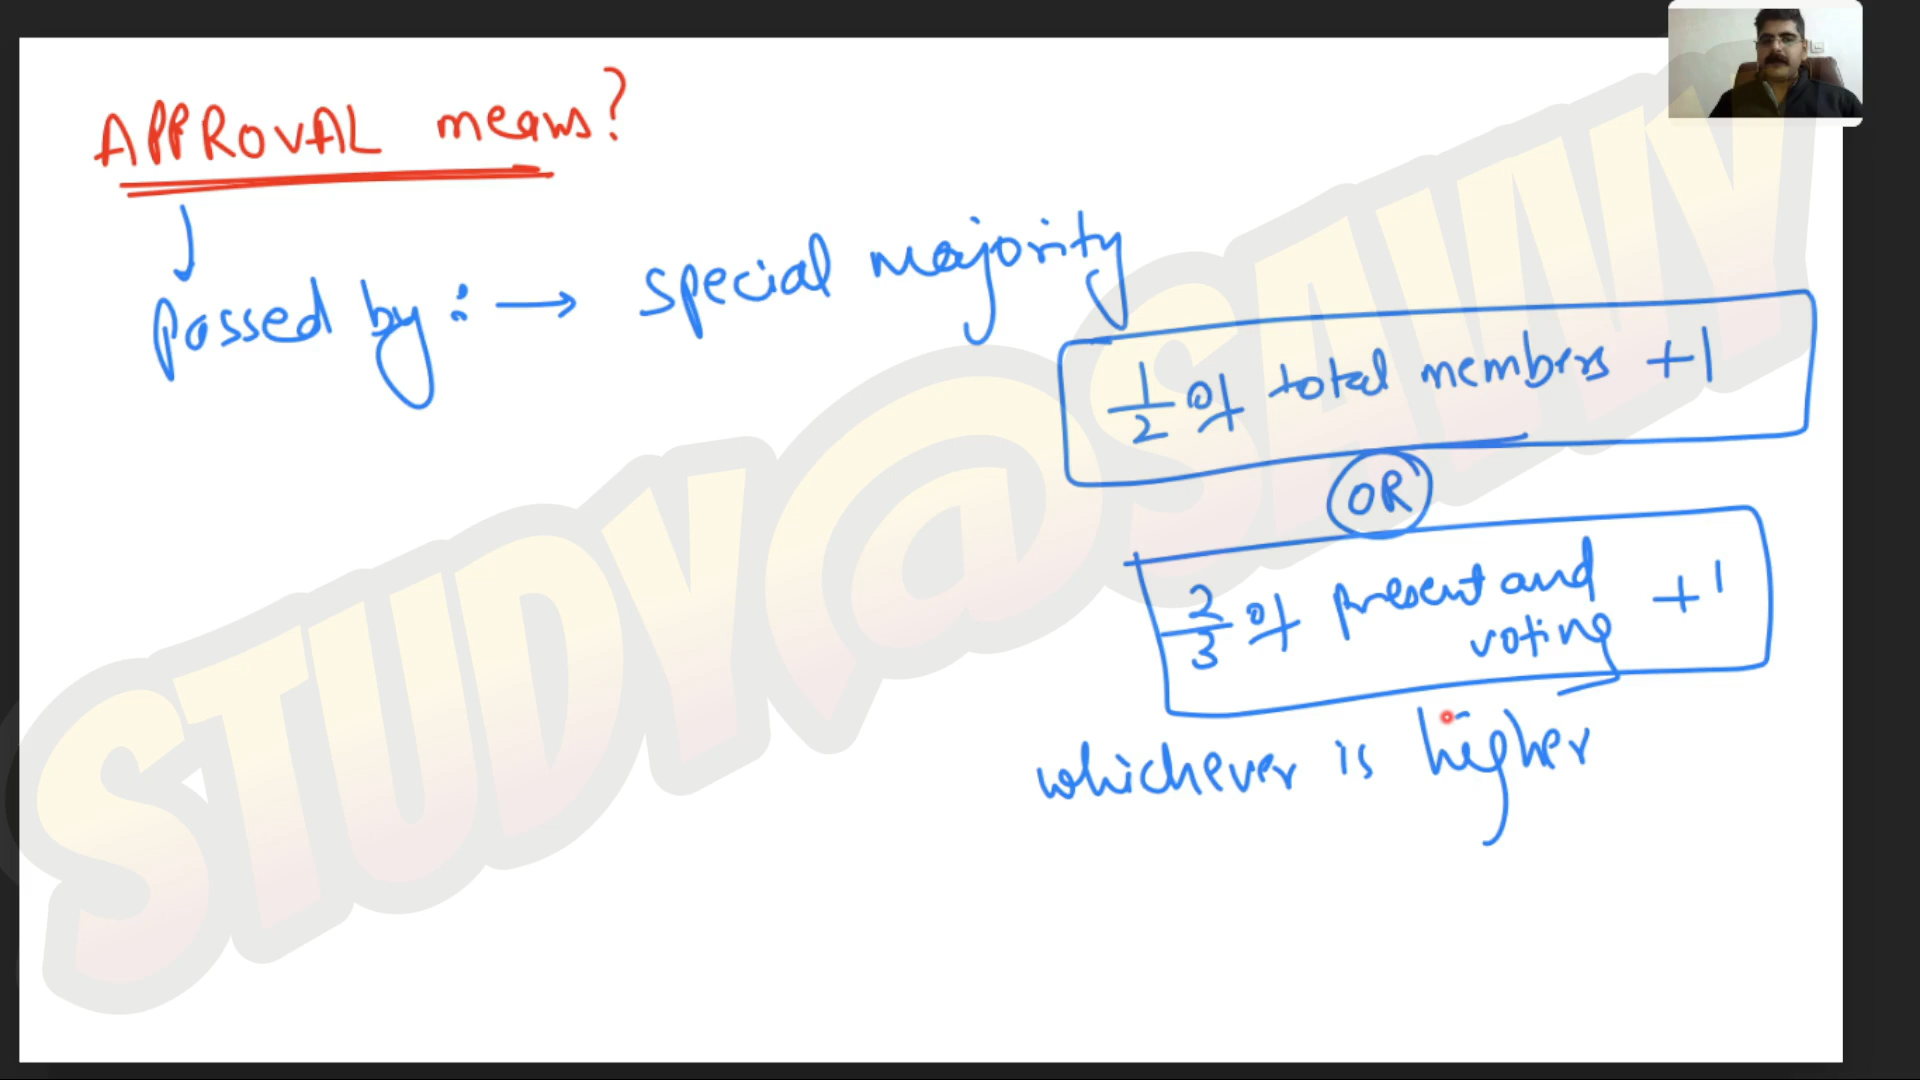 APPROVAL means?
passed by : → special majority
1/2 of total members +1
OR
2/3 of present and voting +1
whichever is higher
STUDY@SAVVY